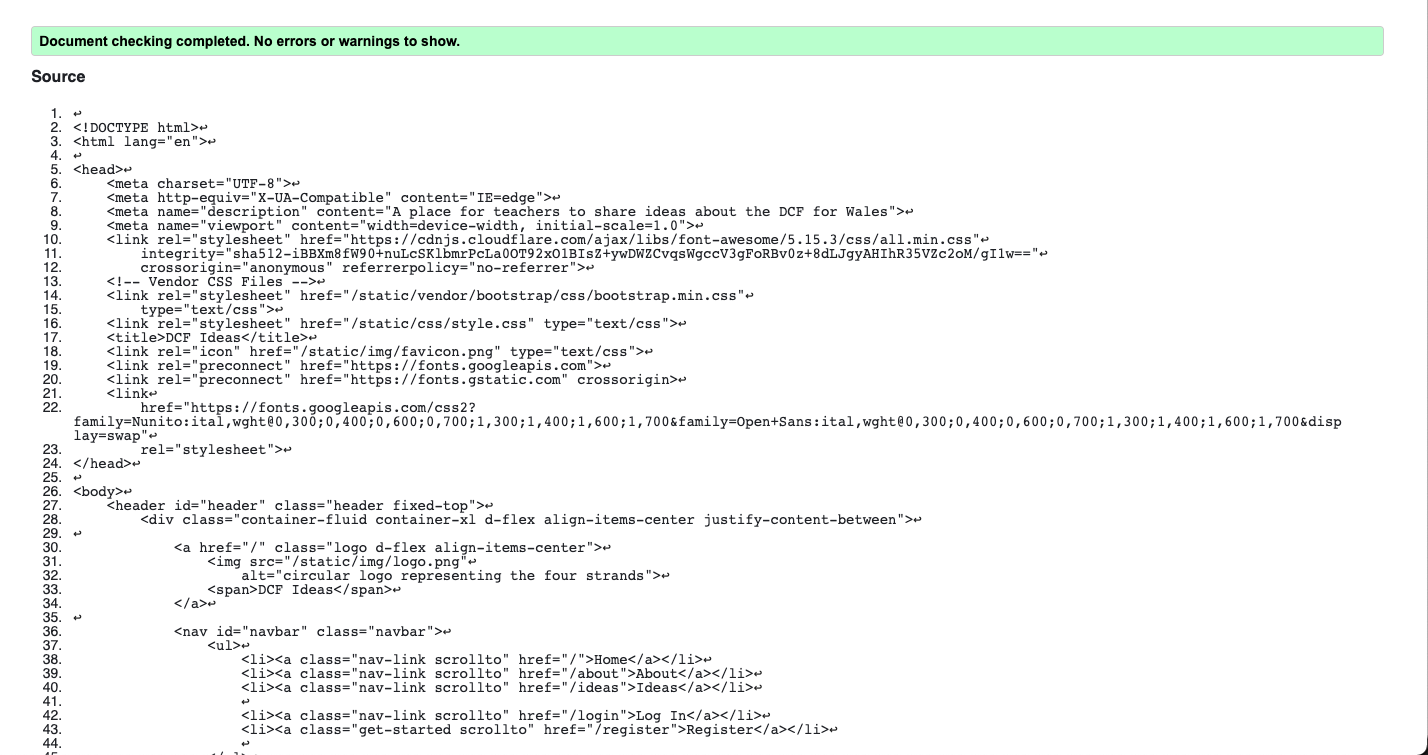 Document checking completed. No errors or warnings to show.
Source
1. ↩
2. <!DOCTYPE html>↩
3. <html lang="en">↩
4. ↩
5. <head>↩
6.     <meta charset="UTF-8">↩
7.     <meta http-equiv="X-UA-Compatible" content="IE=edge">↩
8.     <meta name="description" content="A place for teachers to share ideas about the DCF for Wales">↩
9.     <meta name="viewport" content="width=device-width, initial-scale=1.0">↩
10.     <link rel="stylesheet" href="https://cdnjs.cloudflare.com/ajax/libs/font-awesome/5.15.3/css/all.min.css"↩
11.         integrity="sha512-iBBXm8fW90+nuLcSKlbmrPcLa0OT92xO1BIsZ+ywDWZCvqsWgccV3gFoRBv0z+8dLJgyAHIhR35VZc2oM/gI1w=="↩
12.         crossorigin="anonymous" referrerpolicy="no-referrer">↩
13.     <!-- Vendor CSS Files -->↩
14.     <link rel="stylesheet" href="/static/vendor/bootstrap/css/bootstrap.min.css"↩
15.         type="text/css">↩
16.     <link rel="stylesheet" href="/static/css/style.css" type="text/css">↩
17.     <title>DCF Ideas</title>↩
18.     <link rel="icon" href="/static/img/favicon.png" type="text/css">↩
19.     <link rel="preconnect" href="https://fonts.googleapis.com">↩
20.     <link rel="preconnect" href="https://fonts.gstatic.com" crossorigin>↩
21.     <link↩
22.         href="https://fonts.googleapis.com/css2?
family=Nunito:ital,wght@0,300;0,400;0,600;0,700;1,300;1,400;1,600;1,700&family=Open+Sans:ital,wght@0,300;0,400;0,600;0,700;1,300;1,400;1,600;1,700&disp
lay=swap"↩
23.         rel="stylesheet">↩
24. </head>↩
25. ↩
26. <body>↩
27.     <header id="header" class="header fixed-top">↩
28.         <div class="container-fluid container-xl d-flex align-items-center justify-content-between">↩
29. ↩
30.             <a href="/" class="logo d-flex align-items-center">↩
31.                 <img src="/static/img/logo.png"↩
32.                     alt="circular logo representing the four strands">↩
33.                 <span>DCF Ideas</span>↩
34.             </a>↩
35. ↩
36.             <nav id="navbar" class="navbar">↩
37.                 <ul>↩
38.                     <li><a class="nav-link scrollto" href="/">Home</a></li>↩
39.                     <li><a class="nav-link scrollto" href="/about">About</a></li>↩
40.                     <li><a class="nav-link scrollto" href="/ideas">Ideas</a></li>↩
41.                     ↩
42.                     <li><a class="nav-link scrollto" href="/login">Log In</a></li>↩
43.                     <li><a class="get-started scrollto" href="/register">Register</a></li>↩
44.                     ↩